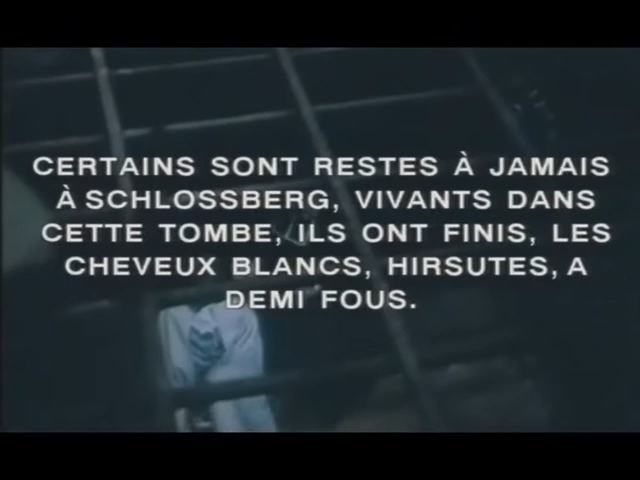 CERTAINS SONT RESTES À JAMAIS
À SCHLOSSBERG, VIVANTS DANS
CETTE TOMBE, ILS ONT FINIS, LES
CHEVEUX BLANCS, HIRSUTES, A
DEMI FOUS.